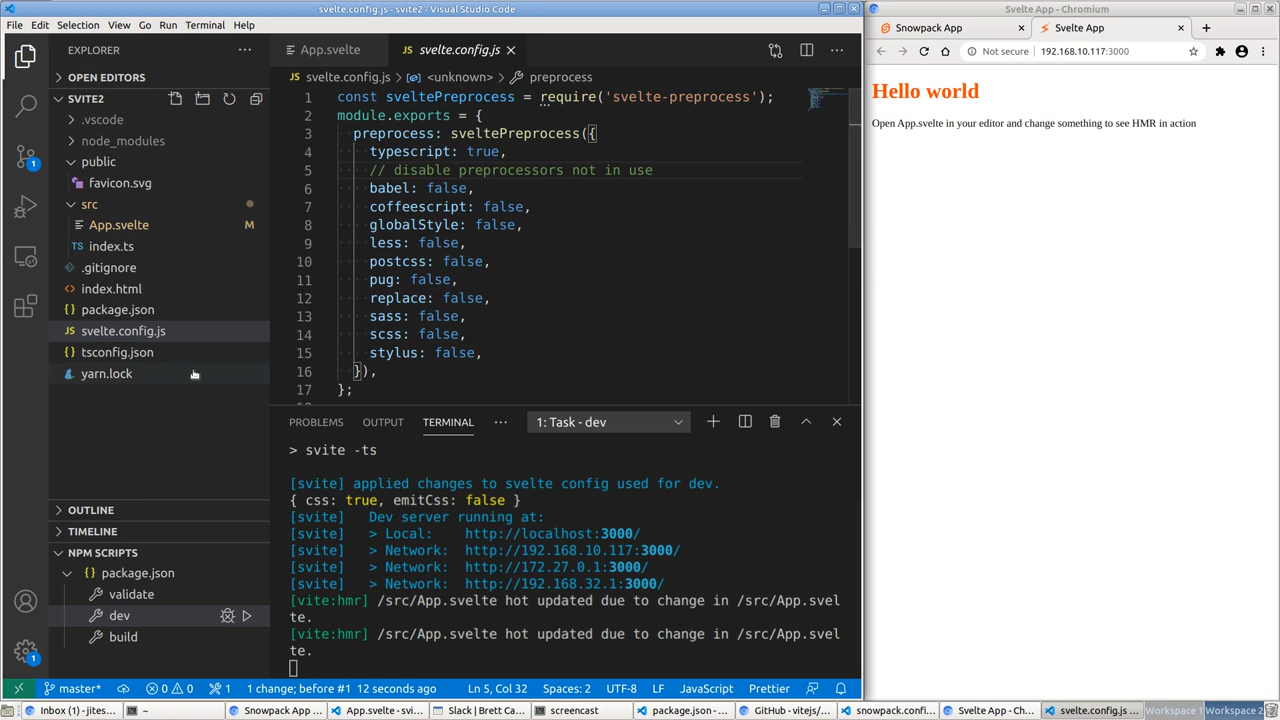 svelte.config.js - svite2 - Visual Studio Code
File Edit Selection View Go Run Terminal Help
EXPLORER
OPEN EDITORS
SVITE2
.vscode
node_modules
public
favicon.svg
src
App.svelte M
TS index.ts
.gitignore
index.html
{} package.json
JS svelte.config.js
{} tsconfig.json
yarn.lock
OUTLINE
TIMELINE
NPM SCRIPTS
{} package.json
validate
dev
build
1
1
App.svelte
JS svelte.config.js
JS svelte.config.js > <unknown> > preprocess
1 const sveltePreprocess = require('svelte-preprocess');
2 module.exports = {
3 preprocess: sveltePreprocess({
4 typescript: true,
5 // disable preprocessors not in use
6 babel: false,
7 coffeescript: false,
8 globalStyle: false,
9 less: false,
10 postcss: false,
11 pug: false,
12 replace: false,
13 sass: false,
14 scss: false,
15 stylus: false,
16 }),
17 };
PROBLEMS OUTPUT TERMINAL ··· 1: Task - dev
> svite -ts
[svite] applied changes to svelte config used for dev.
{ css: true, emitCss: false }
[svite] Dev server running at:
[svite] > Local: http://localhost:3000/
[svite] > Network: http://192.168.10.117:3000/
[svite] > Network: http://172.27.0.1:3000/
[svite] > Network: http://192.168.32.1:3000/
[vite:hmr] /src/App.svelte hot updated due to change in /src/App.svel
te.
[vite:hmr] /src/App.svelte hot updated due to change in /src/App.svel
te.
master* 0 0 1 1 change; before #1 12 seconds ago Ln 5, Col 32 Spaces: 2 UTF-8 LF JavaScript Prettier
Svelte App - Chromium
Snowpack App
Svelte App
Not secure 192.168.10.117:3000
Hello world
Open App.svelte in your editor and change something to see HMR in action
Inbox (1) - jites...
~
Snowpack App ...
App.svelte - svi...
Slack | Brett Ca...
screencast
package.json -...
GitHub - vitejs/...
snowpack.confi...
Svelte App - Ch...
svelte.config.js ...
Workspace 1
Workspace 2